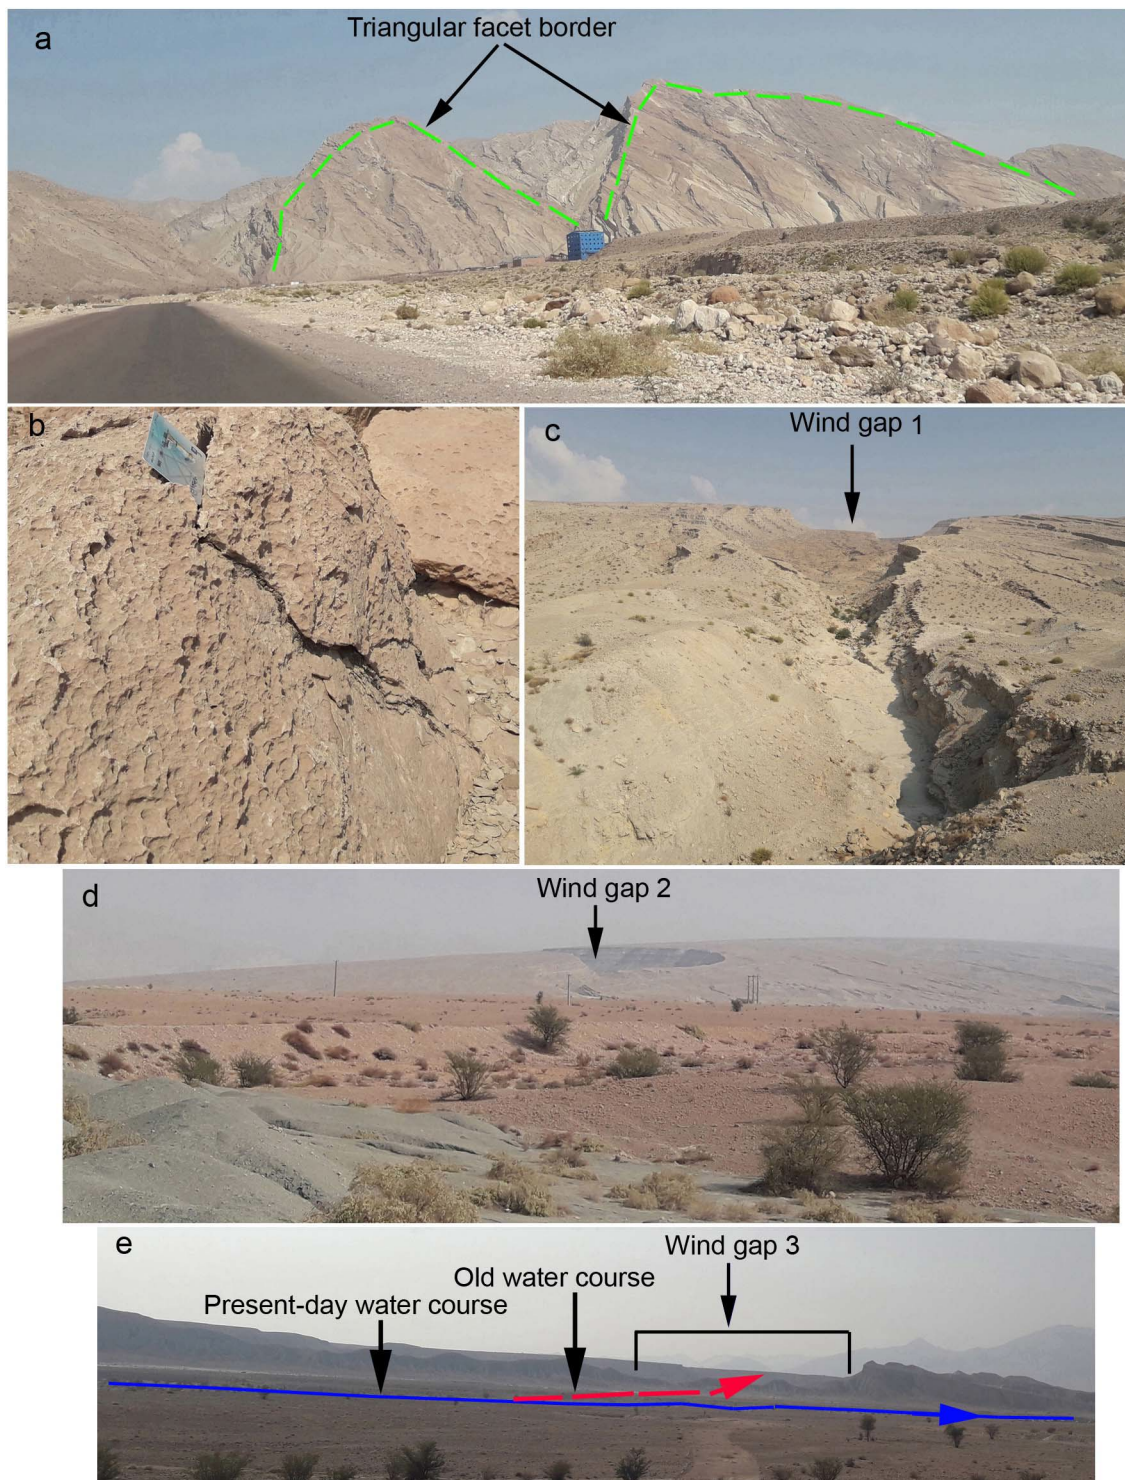 a
Triangular facet border
b
c
Wind gap 1
d
Wind gap 2
e
Wind gap 3
Old water course
Present-day water course